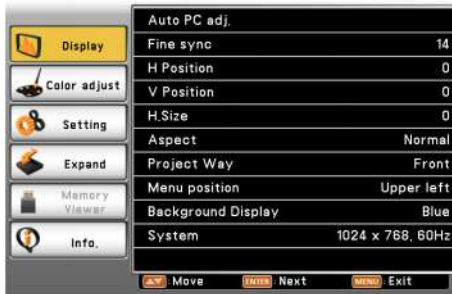 Display
Color adjust
Setting
Expand
Memory
Viewer
Info.
Auto PC adj.
Fine sync 14
H Position 0
V Position 0
H.Size 0
Aspect Normal
Project Way Front
Menu position Upper left
Background Display Blue
System 1024 x 768, 60Hz
▲▼ : Move ENTER : Next MENU : Exit